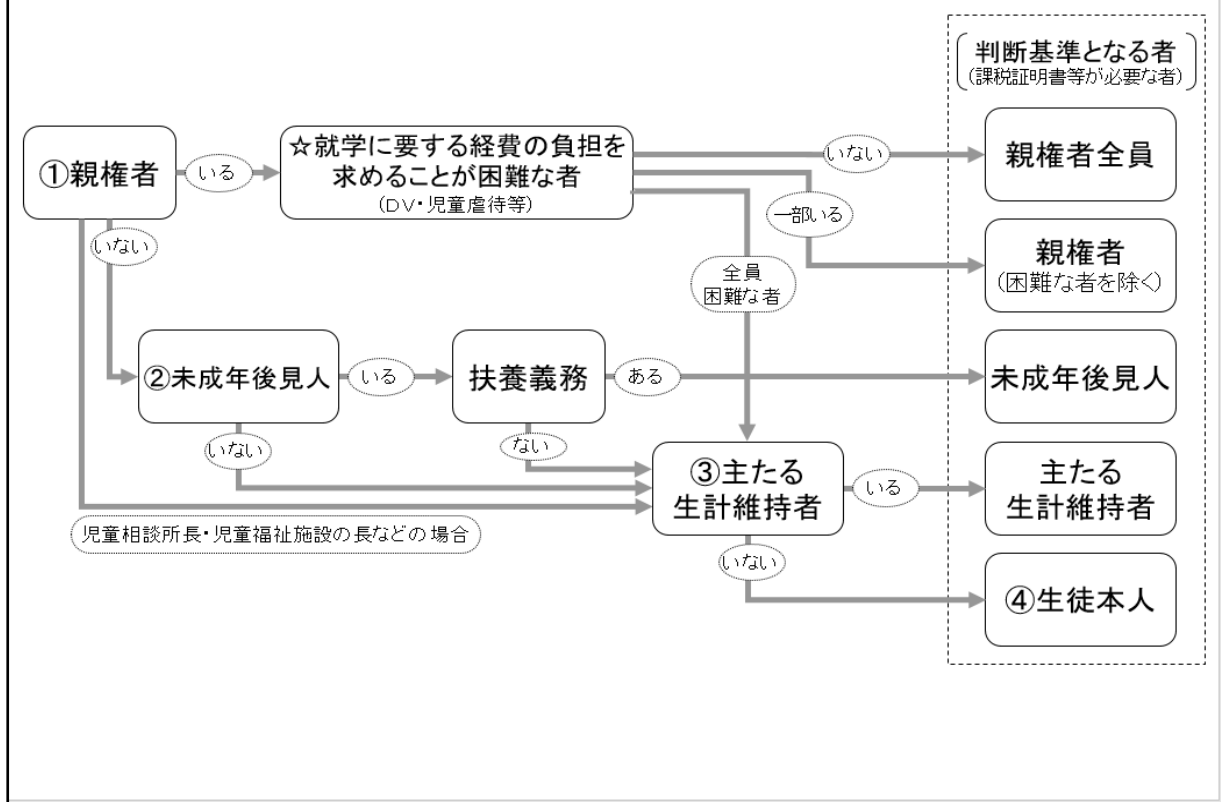 判断基準となる者
(課税証明書等が必要な者)
①親権者
いる
☆就学に要する経費の負担を
求めることが困難な者
(DV・児童虐待等)
いない
親権者全員
一部いる
親権者
(困難な者を除く)
全員
困難な者
いない
②未成年後見人
いる
扶養義務
ある
未成年後見人
いない
ない
③主たる
生計維持者
いる
主たる
生計維持者
児童相談所長・児童福祉施設の長などの場合
いない
④生徒本人